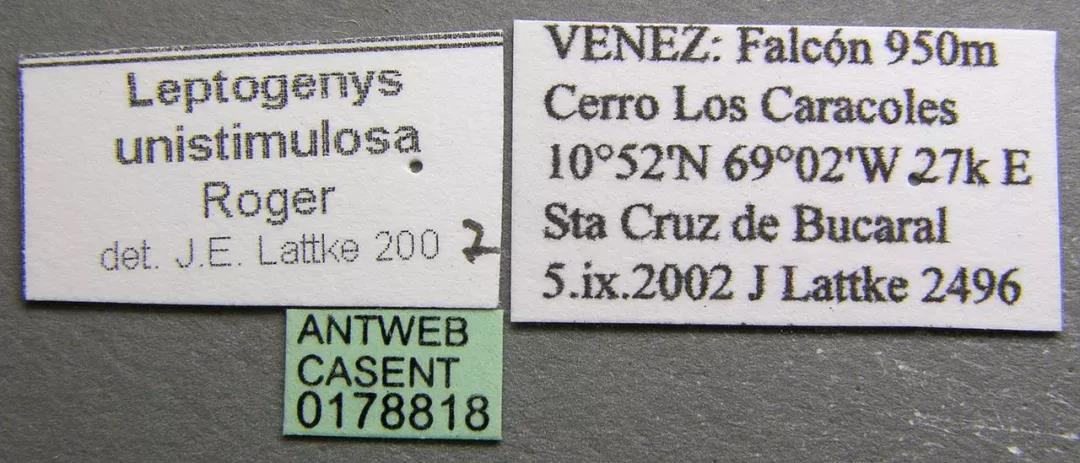 Leptogenys
unistimulosa
Roger
det. J.E. Lattke 200 2
VENEZ: Falcón 950m
Cerro Los Caracoles
10°52'N 69°02'W 27k E
Sta Cruz de Bucaral
5.ix.2002 J Lattke 2496
ANTWEB
CASENT
0178818